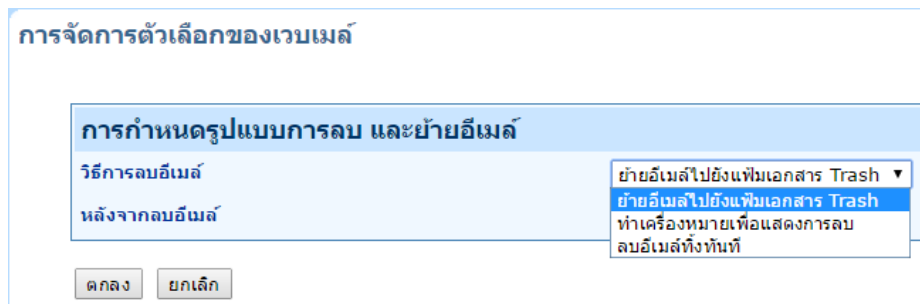 การจัดการตัวเลือกของเวบเมล์
การกำหนดรูปแบบการลบ และย้ายอีเมล์
วิธีการลบอีเมล์
ย้ายอีเมล์ไปยังแฟ้มเอกสาร Trash ▼
ย้ายอีเมล์ไปยังแฟ้มเอกสาร Trash
หลังจากลบอีเมล์
ทำเครื่องหมายเพื่อแสดงการลบ
ลบอีเมล์ทิ้งทันที
ตกลง ยกเลิก